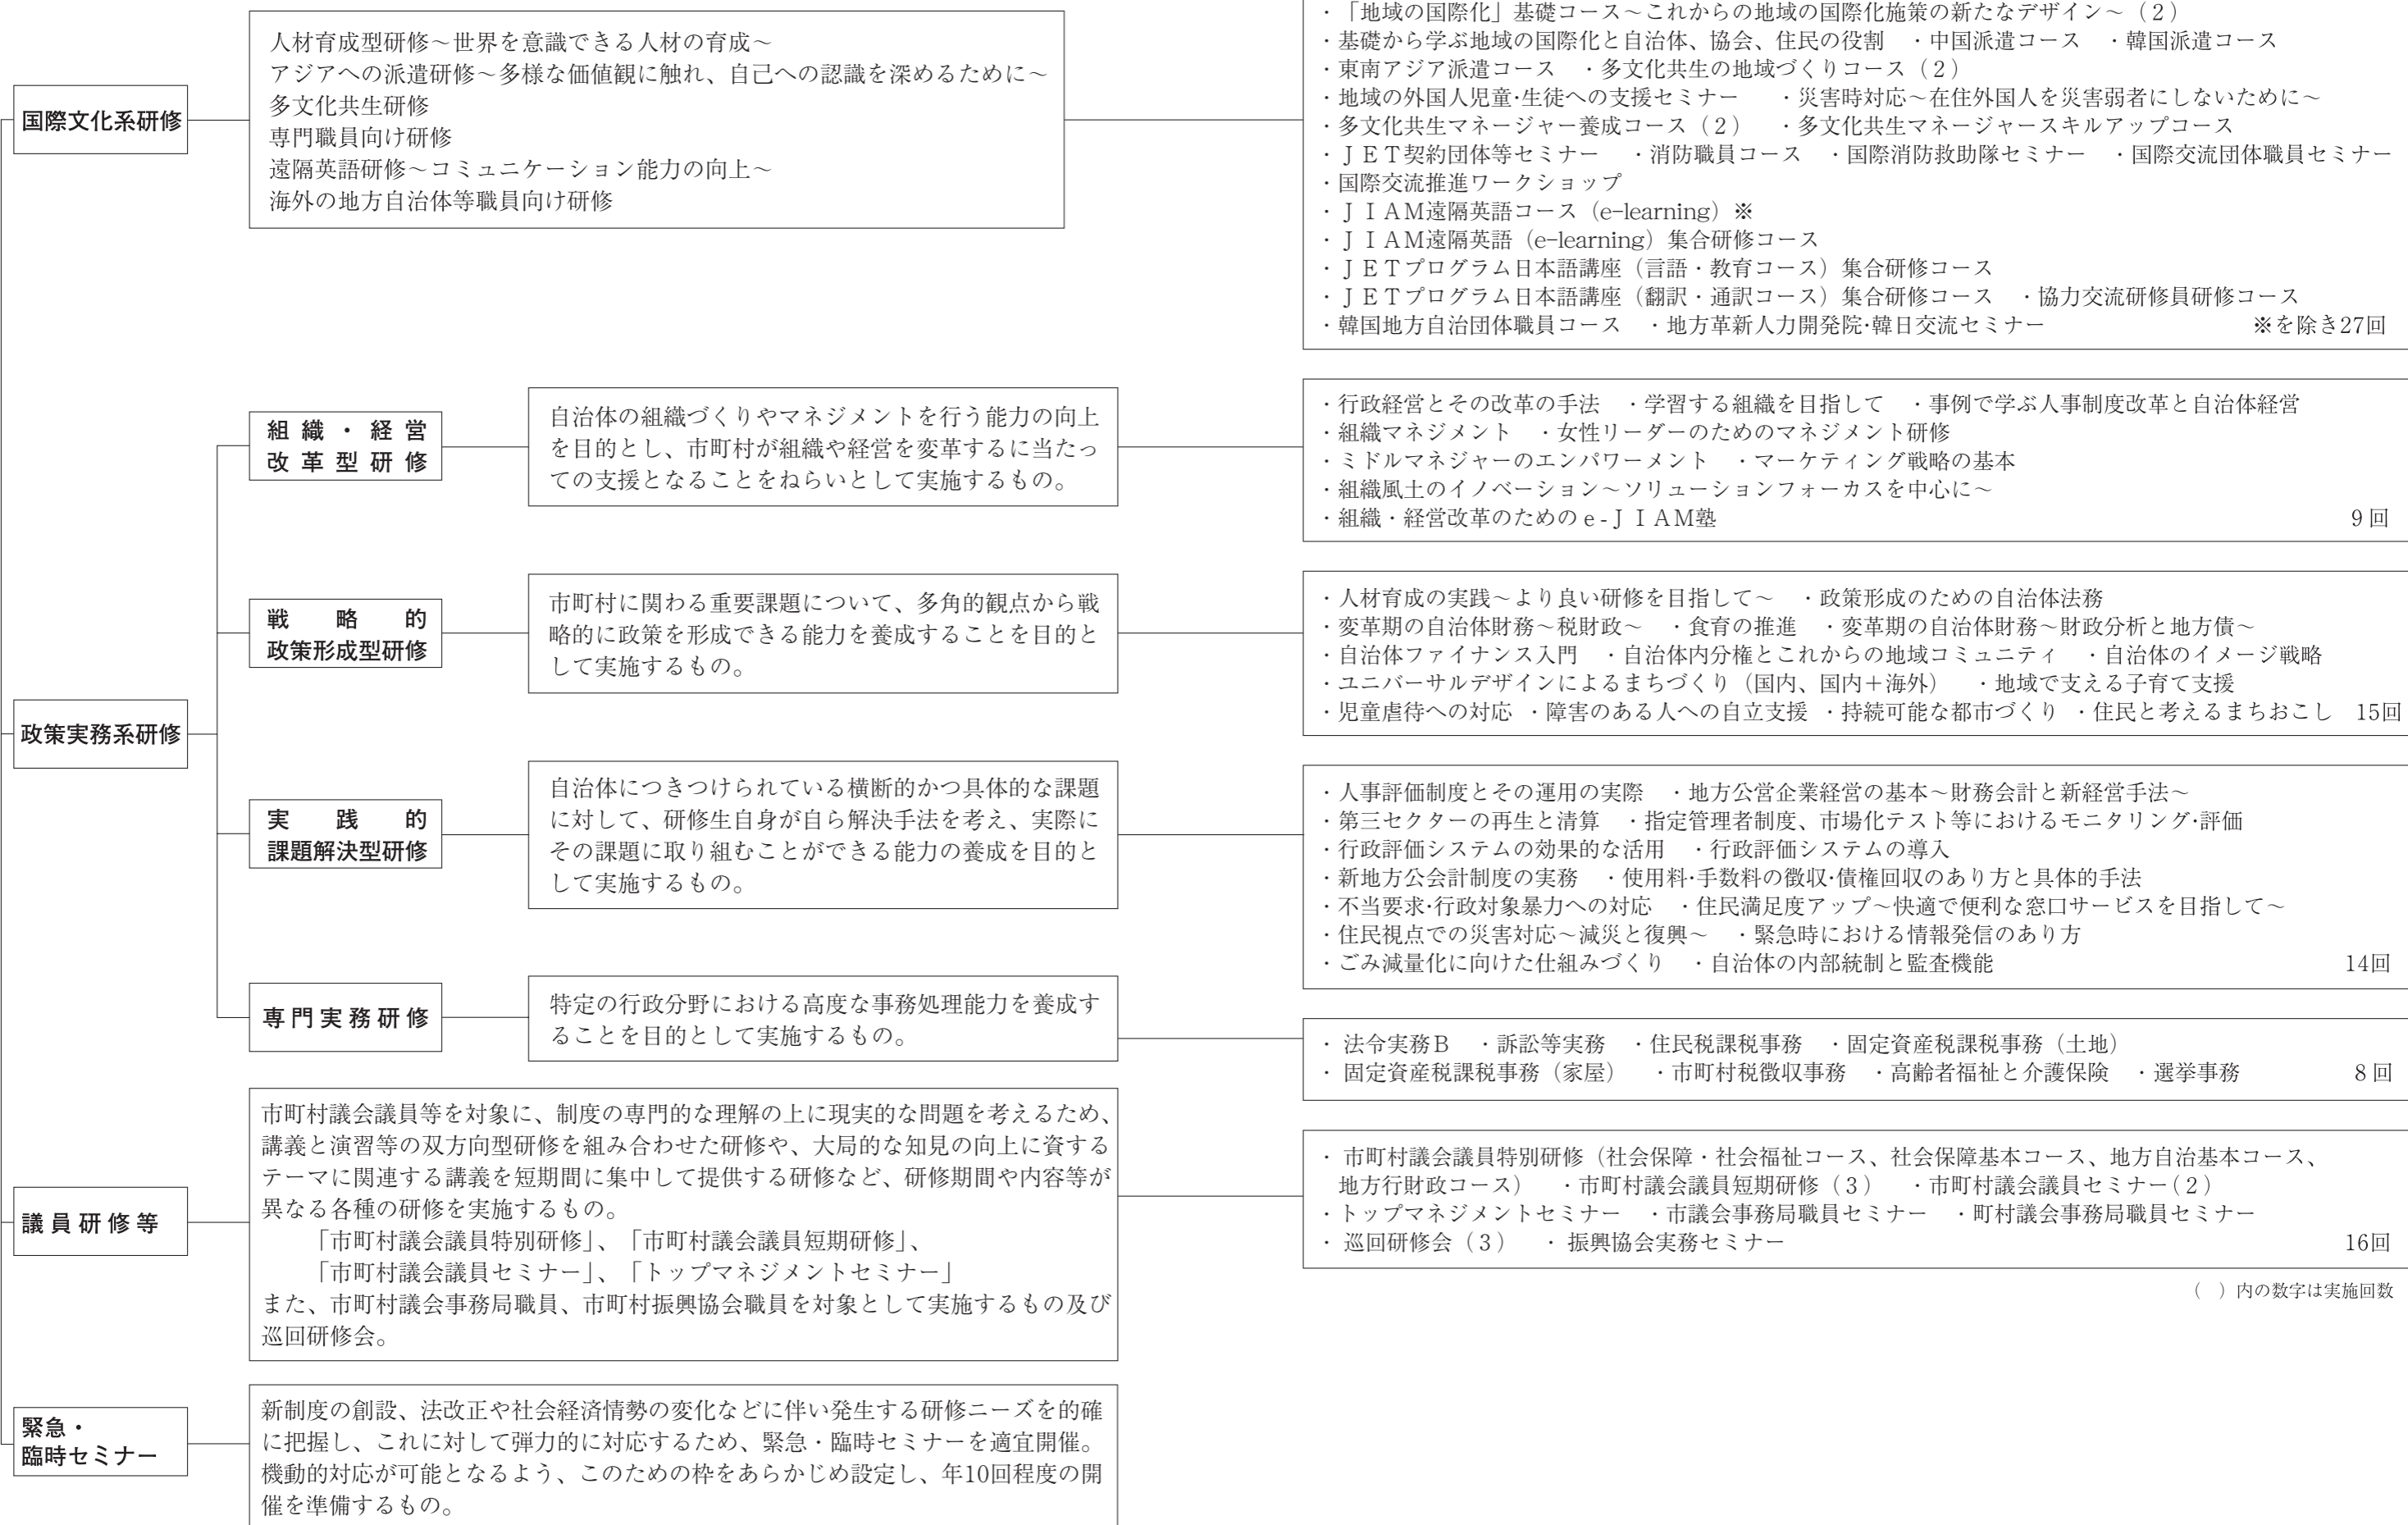 国際文化系研修
人材育成型研修～世界を意識できる人材の育成～
アジアへの派遣研修～多様な価値観に触れ、自己への認識を深めるために～
多文化共生研修
専門職員向け研修
遠隔英語研修～コミュニケーション能力の向上～
海外の地方自治体等職員向け研修
・「地域の国際化」基礎コース～これからの地域の国際化施策の新たなデザイン～（２）
・基礎から学ぶ地域の国際化と自治体、協会、住民の役割　・中国派遣コース　・韓国派遣コース
・東南アジア派遣コース　・多文化共生の地域づくりコース（２）
・地域の外国人児童・生徒への支援セミナー　・災害時対応～在住外国人を災害弱者にしないために～
・多文化共生マネージャー養成コース（２）　・多文化共生マネージャースキルアップコース
・ＪＥＴ契約団体等セミナー　・消防職員コース　・国際消防救助隊セミナー　・国際交流団体職員セミナー
・国際交流推進ワークショップ
・ＪＩＡＭ遠隔英語コース（e-learning）※
・ＪＩＡＭ遠隔英語（e-learning）集合研修コース
・ＪＥＴプログラム日本語講座（言語・教育コース）集合研修コース
・ＪＥＴプログラム日本語講座（翻訳・通訳コース）集合研修コース　・協力交流研修員研修コース
・韓国地方自治団体職員コース　・地方革新人力開発院・韓日交流セミナー　※を除き27回
政策実務系研修
組織・経営
改革型研修
自治体の組織づくりやマネジメントを行う能力の向上
を目的とし、市町村が組織や経営を変革するに当たっ
ての支援となることをねらいとして実施するもの。
・行政経営とその改革の手法　・学習する組織を目指して　・事例で学ぶ人事制度改革と自治体経営
・組織マネジメント　・女性リーダーのためのマネジメント研修
・ミドルマネジャーのエンパワーメント　・マーケティング戦略の基本
・組織風土のイノベーション～ソリューションフォーカスを中心に～
・組織・経営改革のためのｅ-ＪＩＡＭ塾　９回
戦略的
政策形成型研修
市町村に関わる重要課題について、多角的観点から戦
略的に政策を形成できる能力を養成することを目的と
して実施するもの。
・人材育成の実践～より良い研修を目指して～　・政策形成のための自治体法務
・変革期の自治体財務～税財政～　・食育の推進　・変革期の自治体財務～財政分析と地方債～
・自治体ファイナンス入門　・自治体内分権とこれからの地域コミュニティ　・自治体のイメージ戦略
・ユニバーサルデザインによるまちづくり（国内、国内＋海外）　・地域で支える子育て支援
・児童虐待への対応　・障害のある人への自立支援　・持続可能な都市づくり　・住民と考えるまちおこし　15回
実践的
課題解決型研修
自治体につきつけられている横断的かつ具体的な課題
に対して、研修生自身が自ら解決手法を考え、実際に
その課題に取り組むことができる能力の養成を目的と
して実施するもの。
・人事評価制度とその運用の実際　・地方公営企業経営の基本～財務会計と新経営手法～
・第三セクターの再生と清算　・指定管理者制度、市場化テスト等におけるモニタリング・評価
・行政評価システムの効果的な活用　・行政評価システムの導入
・新地方公会計制度の実務　・使用料・手数料の徴収・債権回収のあり方と具体的手法
・不当要求・行政対象暴力への対応　・住民満足度アップ～快適で便利な窓口サービスを目指して～
・住民視点での災害対応～減災と復興～　・緊急時における情報発信のあり方
・ごみ減量化に向けた仕組みづくり　・自治体の内部統制と監査機能　14回
専門実務研修
特定の行政分野における高度な事務処理能力を養成す
ることを目的として実施するもの。
・法令実務Ｂ　・訴訟等実務　・住民税課税事務　・固定資産税課税事務（土地）
・固定資産税課税事務（家屋）　・市町村税徴収事務　・高齢者福祉と介護保険　・選挙事務　８回
議員研修等
市町村議会議員等を対象に、制度の専門的な理解の上に現実的な問題を考えるため、
講義と演習等の双方向型研修を組み合わせた研修や、大局的な知見の向上に資する
テーマに関連する講義を短期間に集中して提供する研修など、研修期間や内容等が
異なる各種の研修を実施するもの。
「市町村議会議員特別研修」、「市町村議会議員短期研修」、
「市町村議会議員セミナー」、「トップマネジメントセミナー」
また、市町村議会事務局職員、市町村振興協会職員を対象として実施するもの及び
巡回研修会。
・市町村議会議員特別研修（社会保障・社会福祉コース、社会保障基本コース、地方自治基本コース、
地方行財政コース）　・市町村議会議員短期研修（３）　・市町村議会議員セミナー（２）
・トップマネジメントセミナー　・市議会事務局職員セミナー　・町村議会事務局職員セミナー
・巡回研修会（３）　・振興協会実務セミナー　16回
（　）内の数字は実施回数
緊急・
臨時セミナー
新制度の創設、法改正や社会経済情勢の変化などに伴い発生する研修ニーズを的確
に把握し、これに対して弾力的に対応するため、緊急・臨時セミナーを適宜開催。
機動的対応が可能となるよう、このための枠をあらかじめ設定し、年10回程度の開
催を準備するもの。